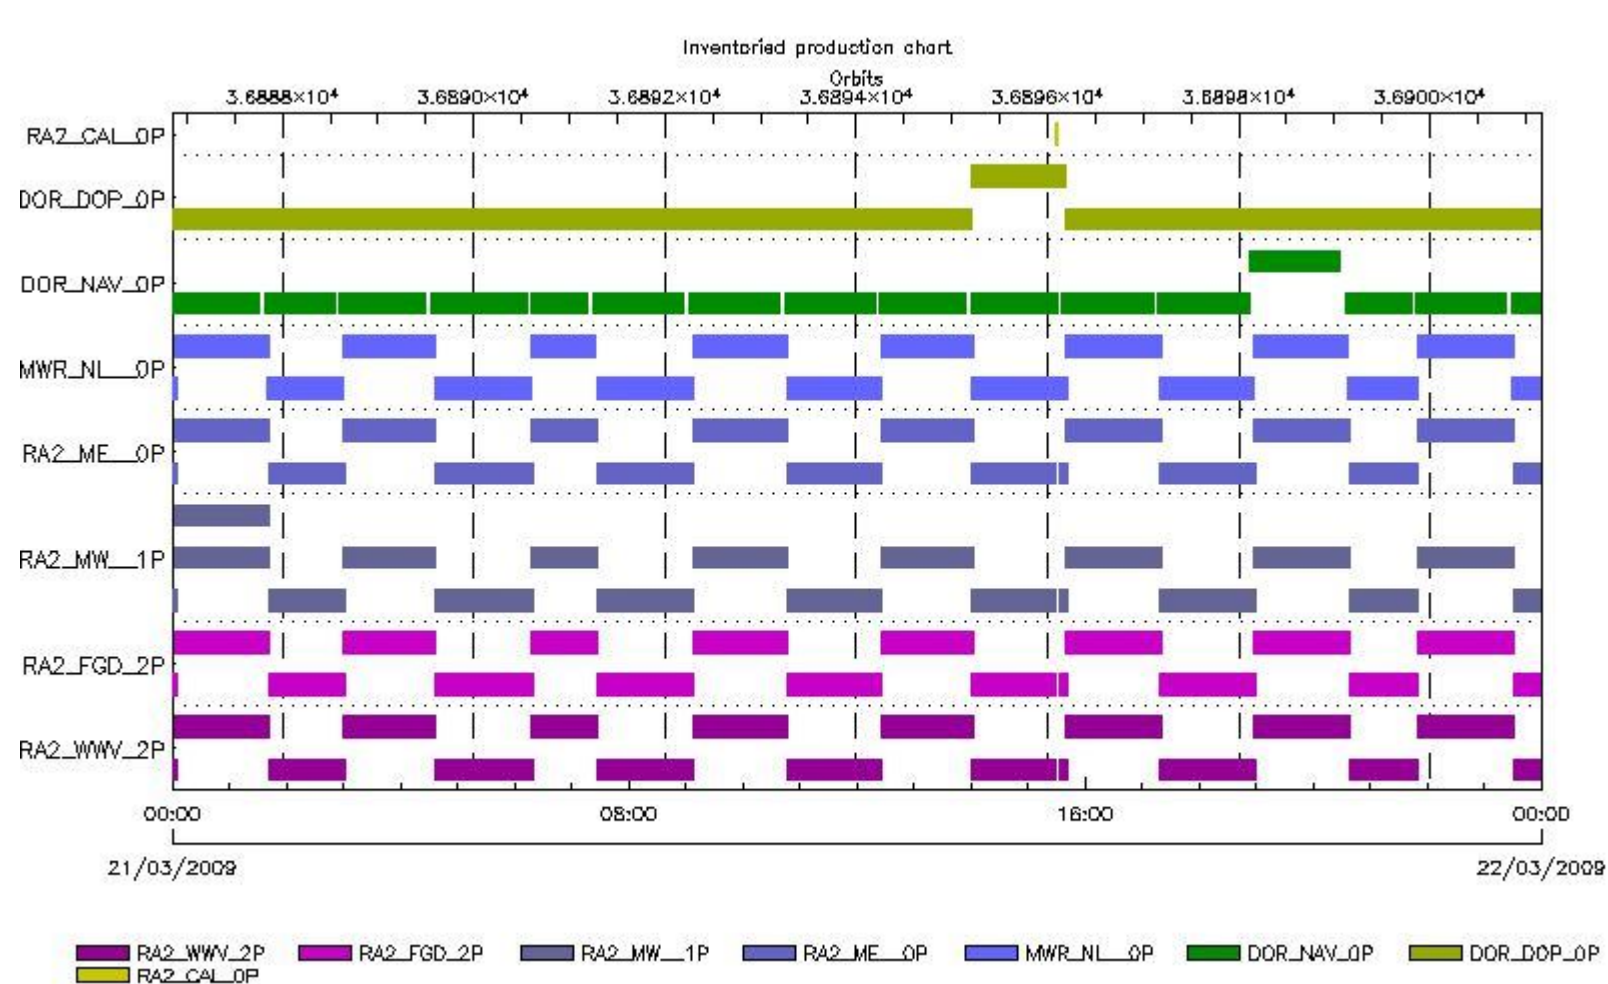 Inventoried production chart
Orbits
3.6888×10⁴ 3.6890×10⁴ 3.6892×10⁴ 3.6894×10⁴ 3.6896×10⁴ 3.6898×10⁴ 3.6900×10⁴
RA2_CAL_0P
DOR_DOP_0P
DOR_NAV_0P
MWR_NL__0P
RA2_ME__0P
RA2_MW__1P
RA2_FGD_2P
RA2_WWV_2P
00:00 08:00 16:00 00:00
21/03/2009 22/03/2009
RA2_WWV_2P RA2_FGD_2P RA2_MW__1P RA2_ME__0P MWR_NL__0P DOR_NAV_0P DOR_DOP_0P
RA2_CAL_0P